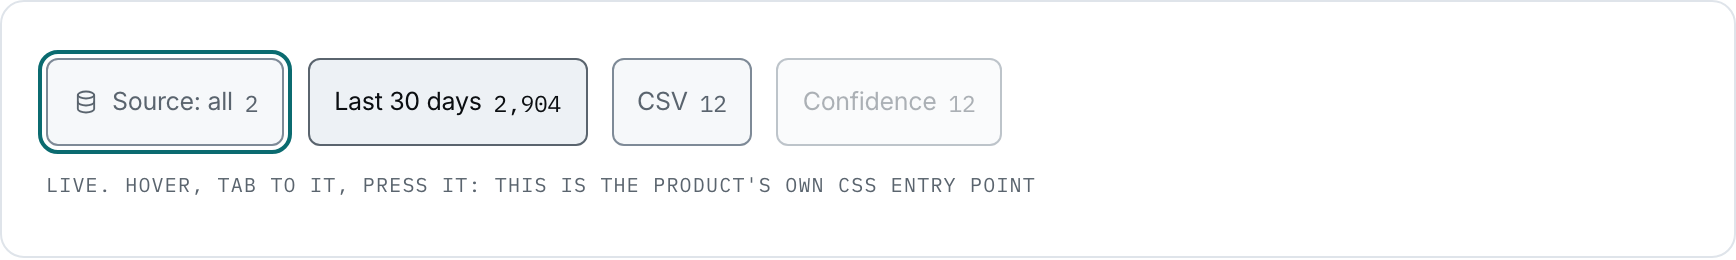 Source: all 2 Last 30 days 2,904 CSV 12 Confidence 12
LIVE. HOVER, TAB TO IT, PRESS IT: THIS IS THE PRODUCT'S OWN CSS ENTRY POINT